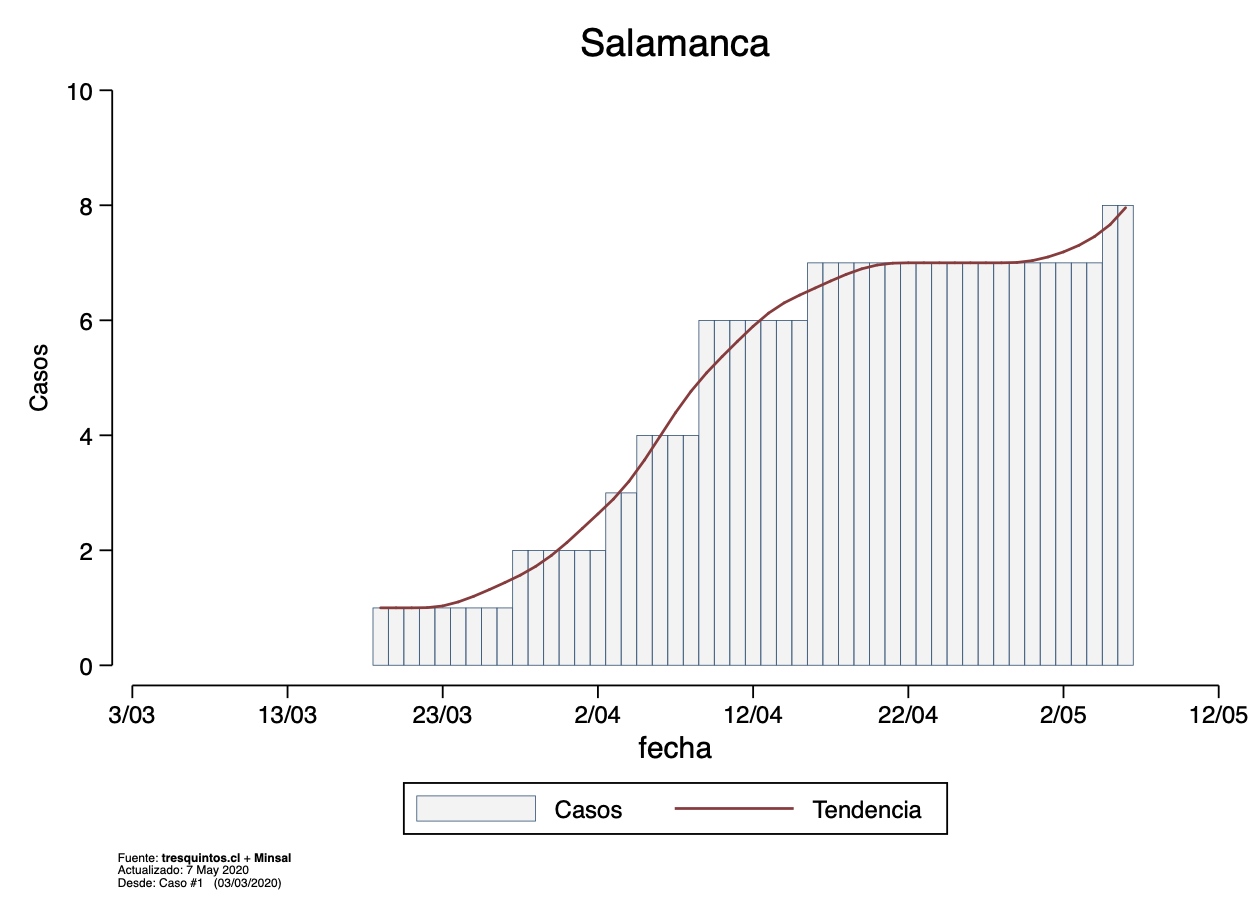 Salamanca
10
8
6
4
2
0
Casos
3/03 13/03 23/03 2/04 12/04 22/04 2/05 12/05
fecha
Casos Tendencia
Fuente: tresquintos.cl + Minsal
Actualizado: 7 May 2020
Desde: Caso #1 (03/03/2020)